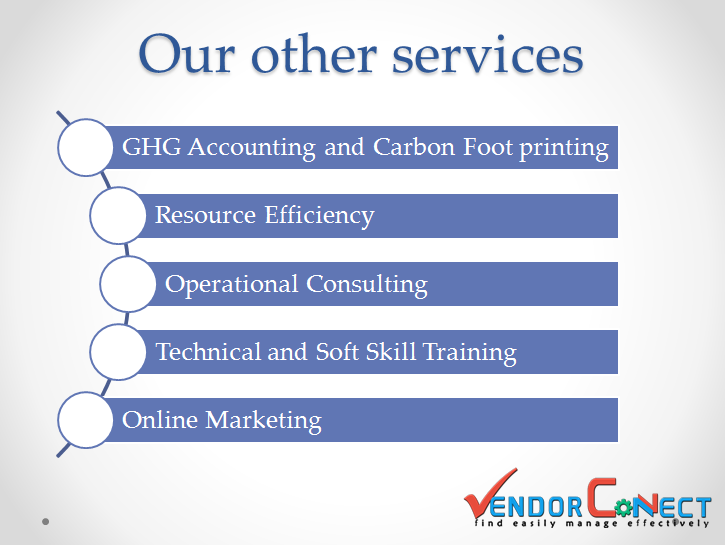 Our other services
GHG Accounting and Carbon Foot printing
Resource Efficiency
Operational Consulting
Technical and Soft Skill Training
Online Marketing
VENDOR CoNECT
find easily manage effectively